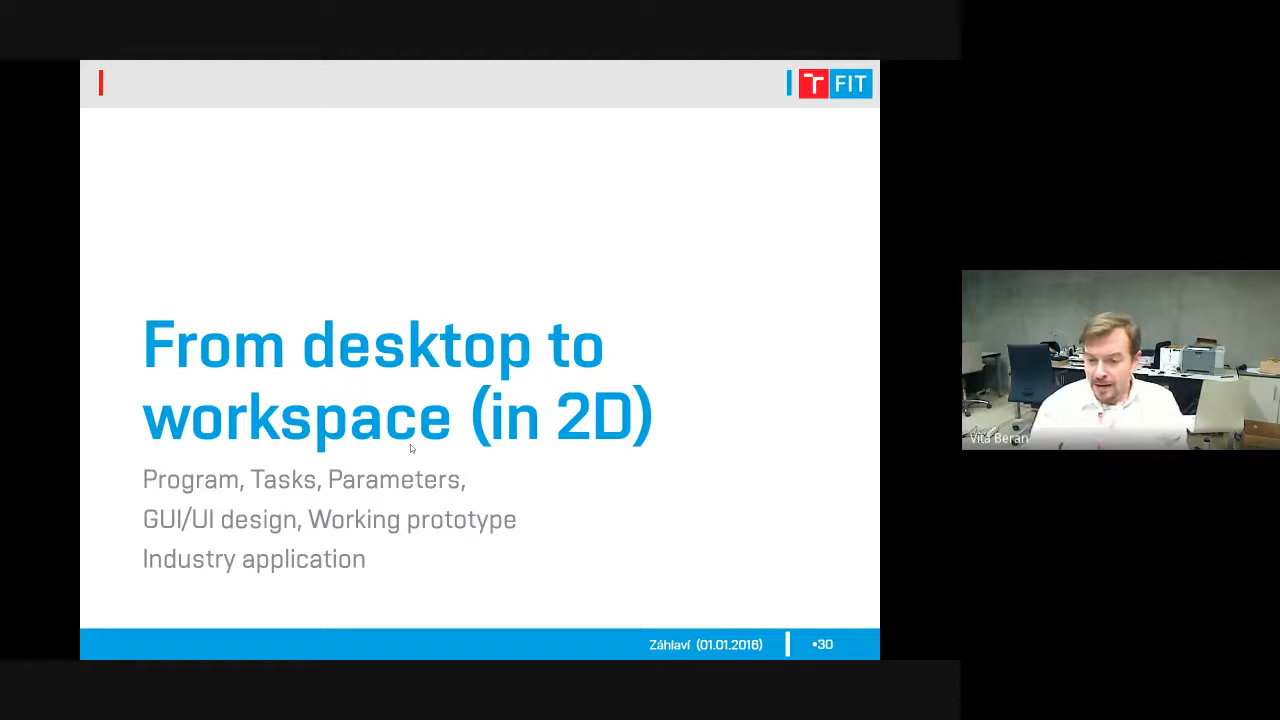 T FIT
From desktop to
workspace (in 2D)
Program, Tasks, Parameters,
GUI/UI design, Working prototype
Industry application
Záhlaví (01.01.2016)
•30
Vita Beran